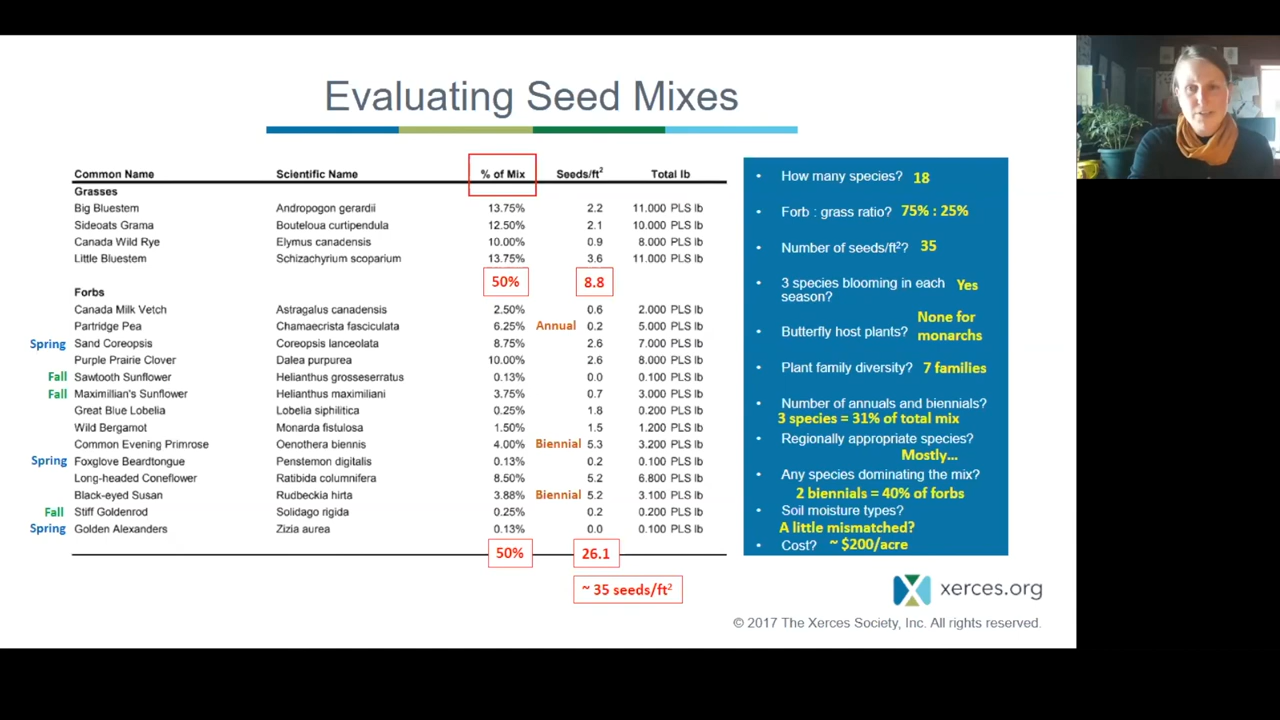 Evaluating Seed Mixes
Common Name Scientific Name % of Mix Seeds/ft² Total lb
Grasses
Big Bluestem Andropogon gerardii 13.75% 2.2 11.000 PLS lb
Sideoats Grama Bouteloua curtipendula 12.50% 2.1 10.000 PLS lb
Canada Wild Rye Elymus canadensis 10.00% 0.9 8.000 PLS lb
Little Bluestem Schizachyrium scoparium 13.75% 3.6 11.000 PLS lb
50% 8.8
Forbs
Canada Milk Vetch Astragalus canadensis 2.50% 0.6 2.000 PLS lb
Partridge Pea Chamaecrista fasciculata 6.25% Annual 0.2 5.000 PLS lb
Spring Sand Coreopsis Coreopsis lanceolata 8.75% 2.6 7.000 PLS lb
Purple Prairie Clover Dalea purpurea 10.00% 2.6 8.000 PLS lb
Fall Sawtooth Sunflower Helianthus grosseserratus 0.13% 0.0 0.100 PLS lb
Fall Maximillian's Sunflower Helianthus maximiliani 3.75% 0.7 3.000 PLS lb
Great Blue Lobelia Lobelia siphilitica 0.25% 1.8 0.200 PLS lb
Wild Bergamot Monarda fistulosa 1.50% 1.5 1.200 PLS lb
Common Evening Primrose Oenothera biennis 4.00% Biennial 5.3 3.200 PLS lb
Spring Foxglove Beardtongue Penstemon digitalis 0.13% 0.2 0.100 PLS lb
Long-headed Coneflower Ratibida columnifera 8.50% 5.2 6.800 PLS lb
Black-eyed Susan Rudbeckia hirta 3.88% Biennial 5.2 3.100 PLS lb
Fall Stiff Goldenrod Solidago rigida 0.25% 0.2 0.200 PLS lb
Spring Golden Alexanders Zizia aurea 0.13% 0.0 0.100 PLS lb
50% 26.1
~ 35 seeds/ft²
• How many species? 18
• Forb : grass ratio? 75% : 25%
• Number of seeds/ft²? 35
• 3 species blooming in each
season? Yes
• Butterfly host plants? None for
monarchs
• Plant family diversity? 7 families
• Number of annuals and biennials?
3 species = 31% of total mix
• Regionally appropriate species?
Mostly...
• Any species dominating the mix?
2 biennials = 40% of forbs
• Soil moisture types?
A little mismatched?
• Cost? ~ $200/acre
xerces.org
© 2017 The Xerces Society, Inc. All rights reserved.